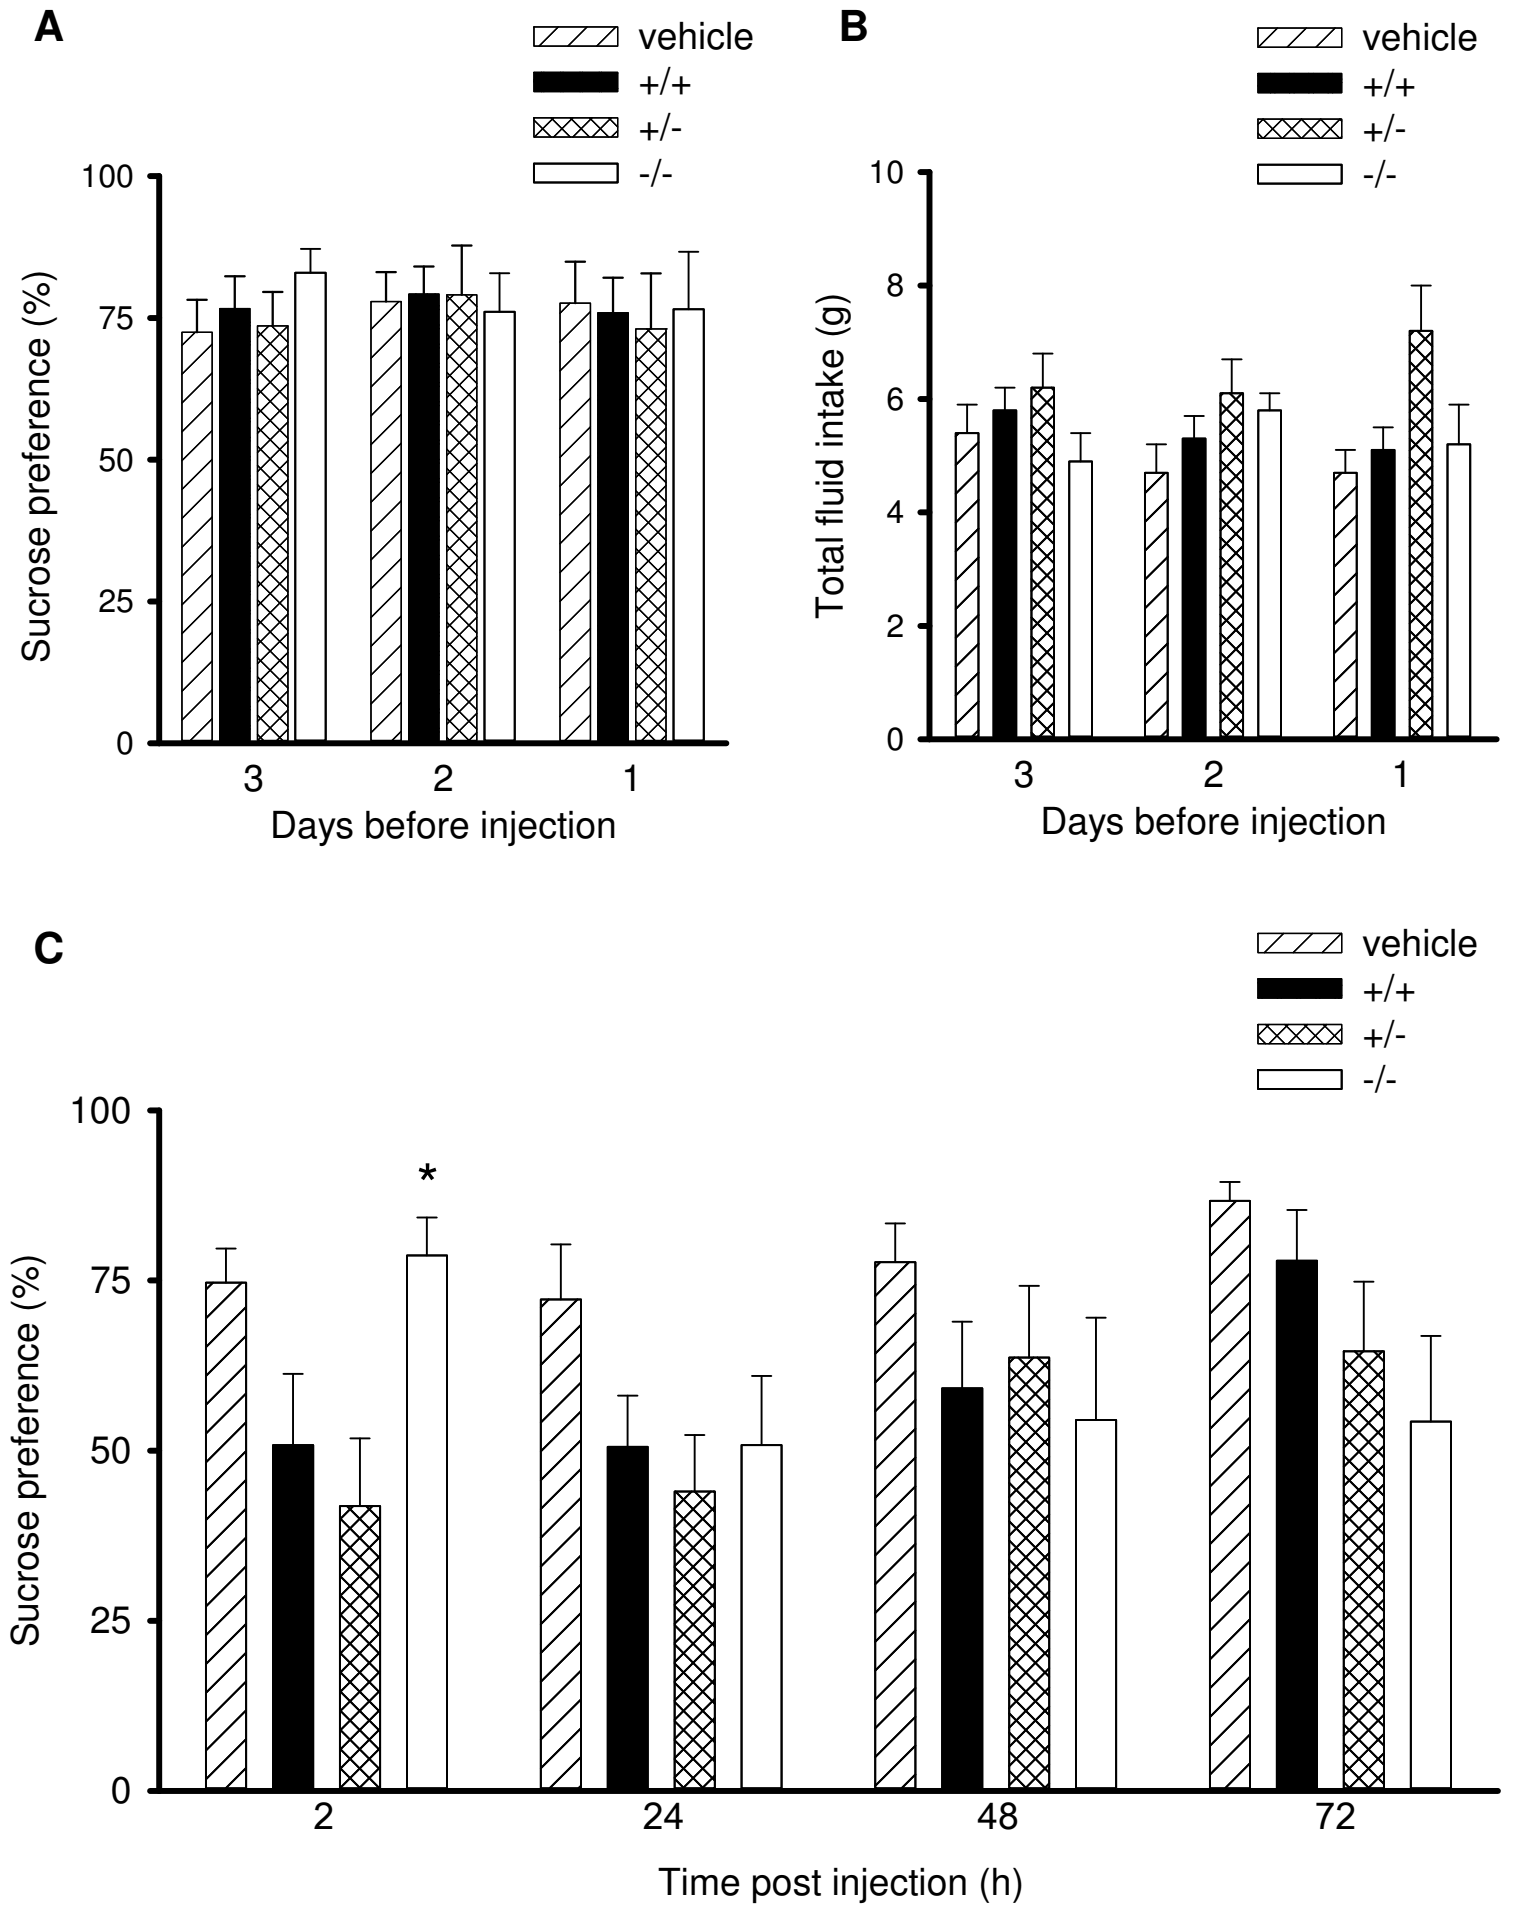 A
vehicle
+/+
+/-
-/-
100
75
50
25
0
Sucrose preference (%)
3 2 1
Days before injection
B
vehicle
+/+
+/-
-/-
10
8
6
4
2
0
Total fluid intake (g)
3 2 1
Days before injection
C
vehicle
+/+
+/-
-/-
100
75
50
25
0
Sucrose preference (%)
*
2 24 48 72
Time post injection (h)